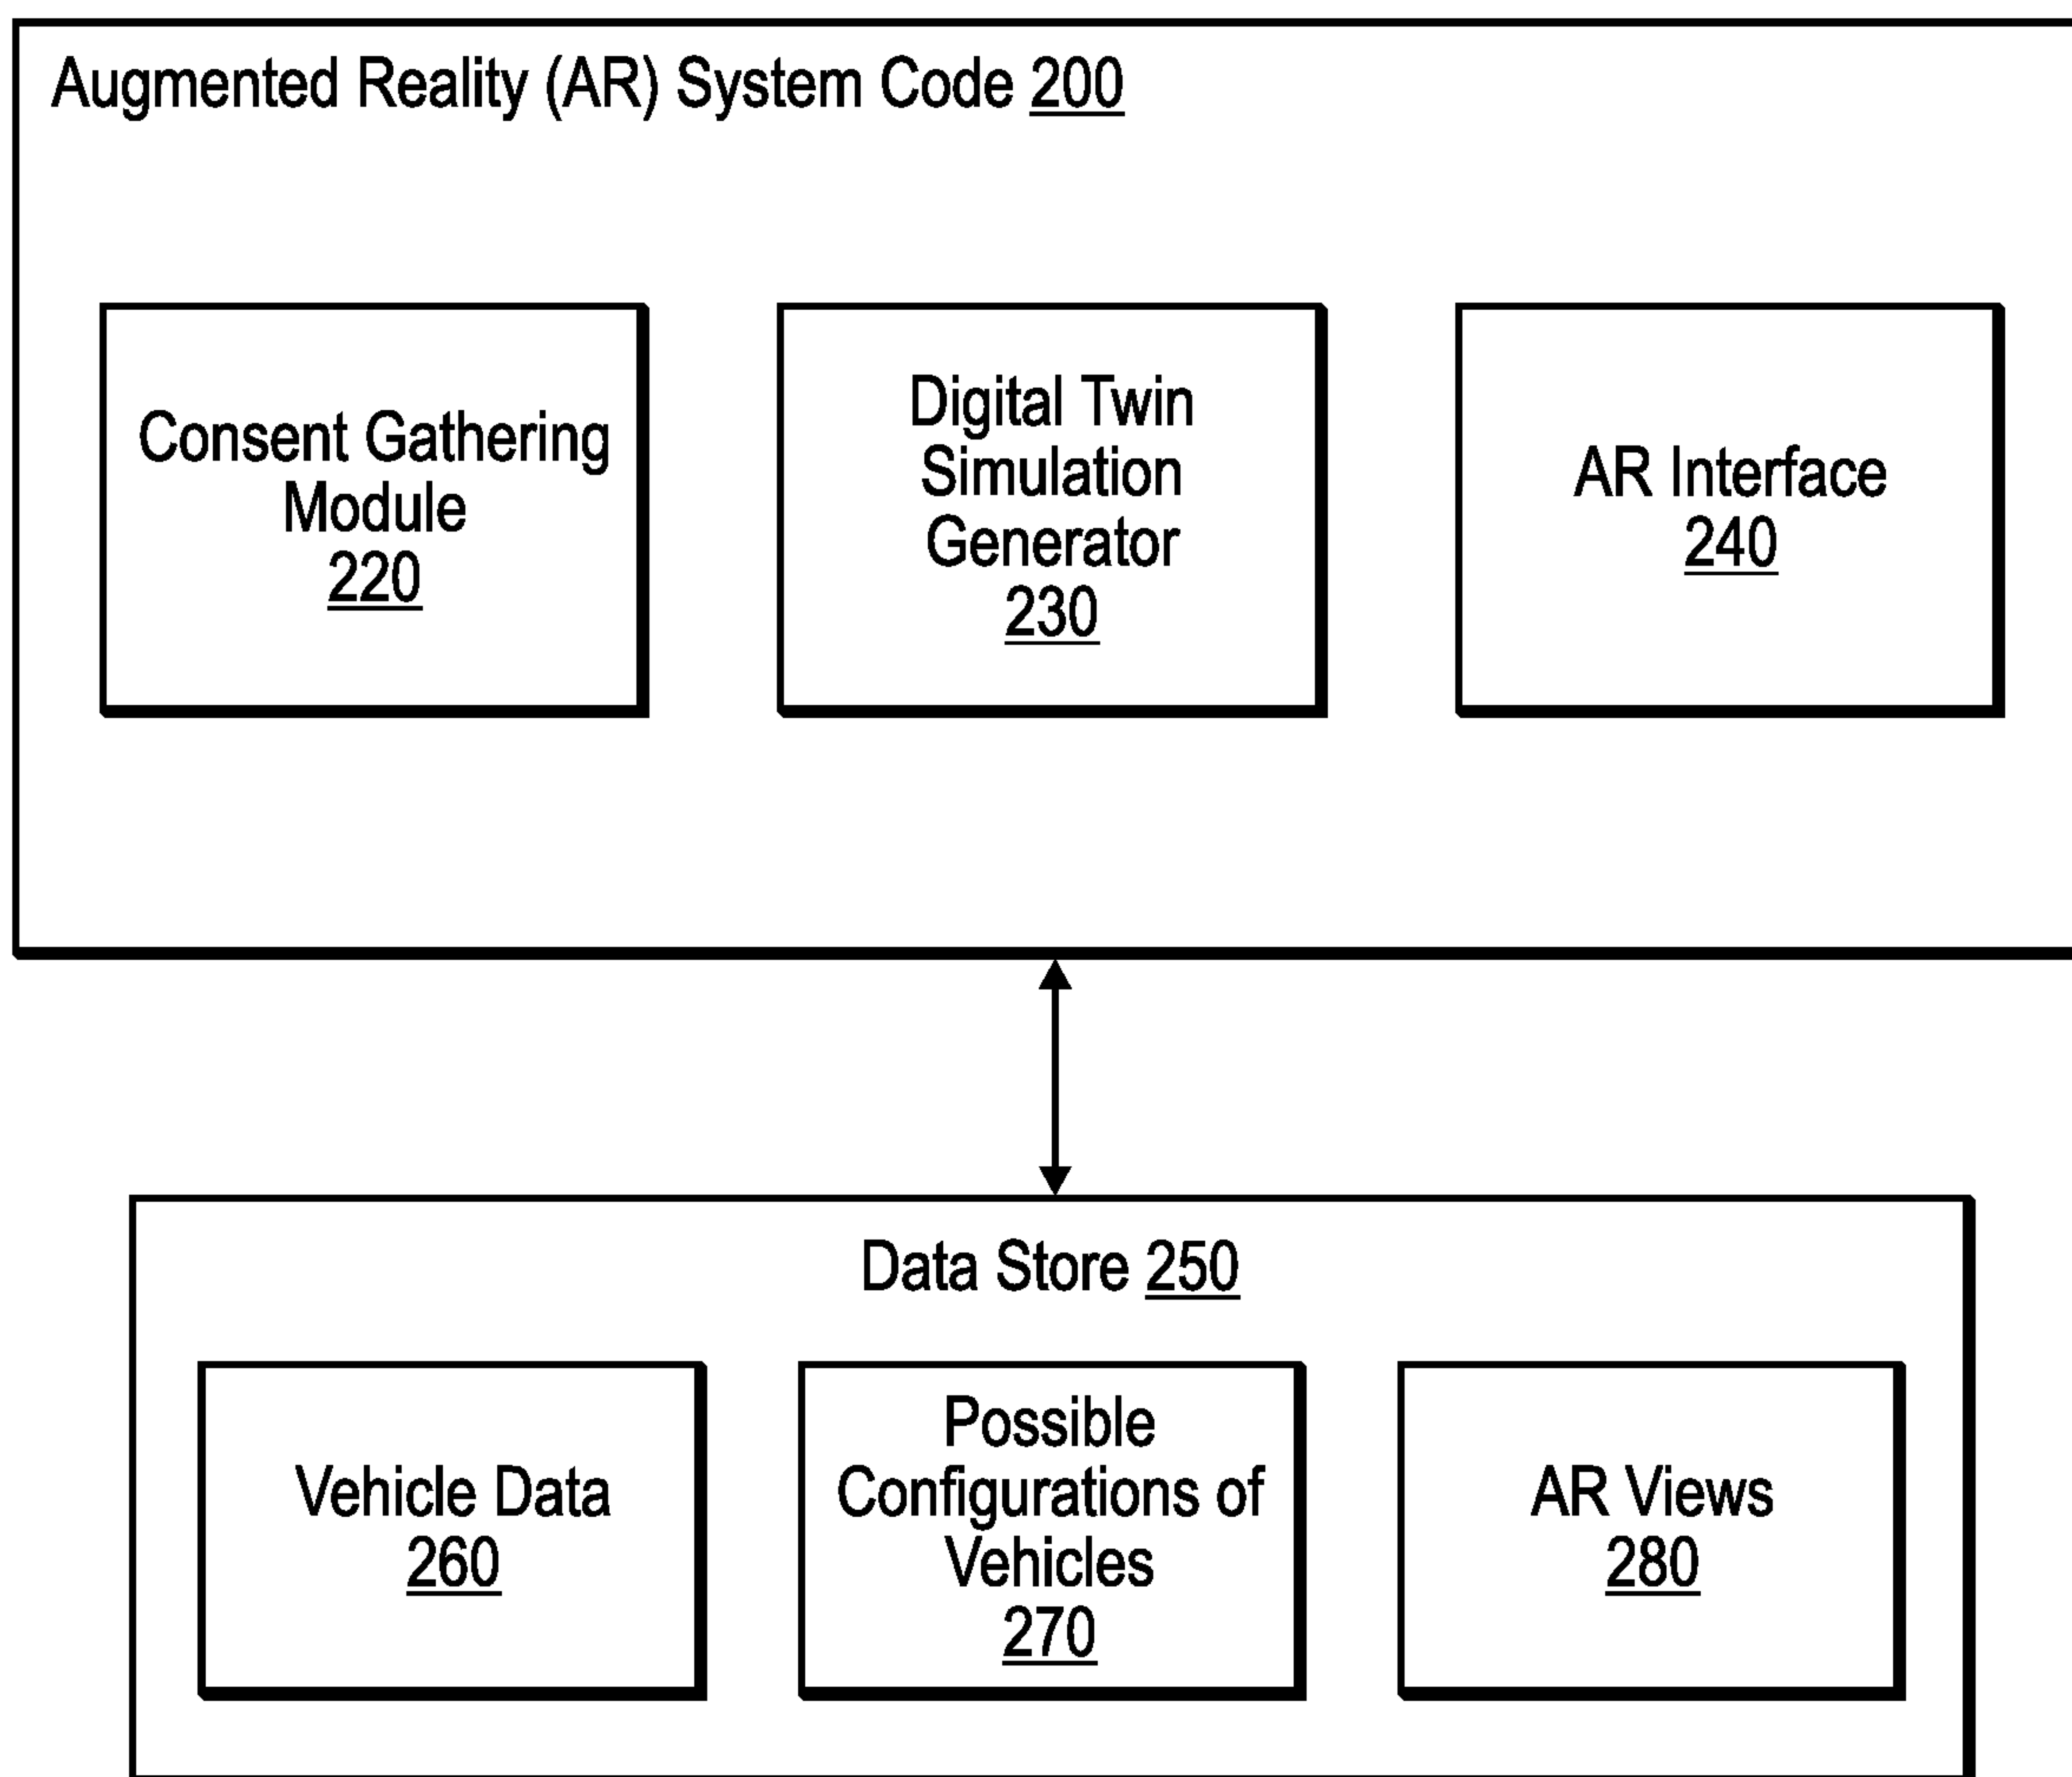 Augmented Reality (AR) System Code 200
Consent Gathering
Module
220
Digital Twin
Simulation
Generator
230
AR Interface
240
Data Store 250
Vehicle Data
260
Possible
Configurations of
Vehicles
270
AR Views
280